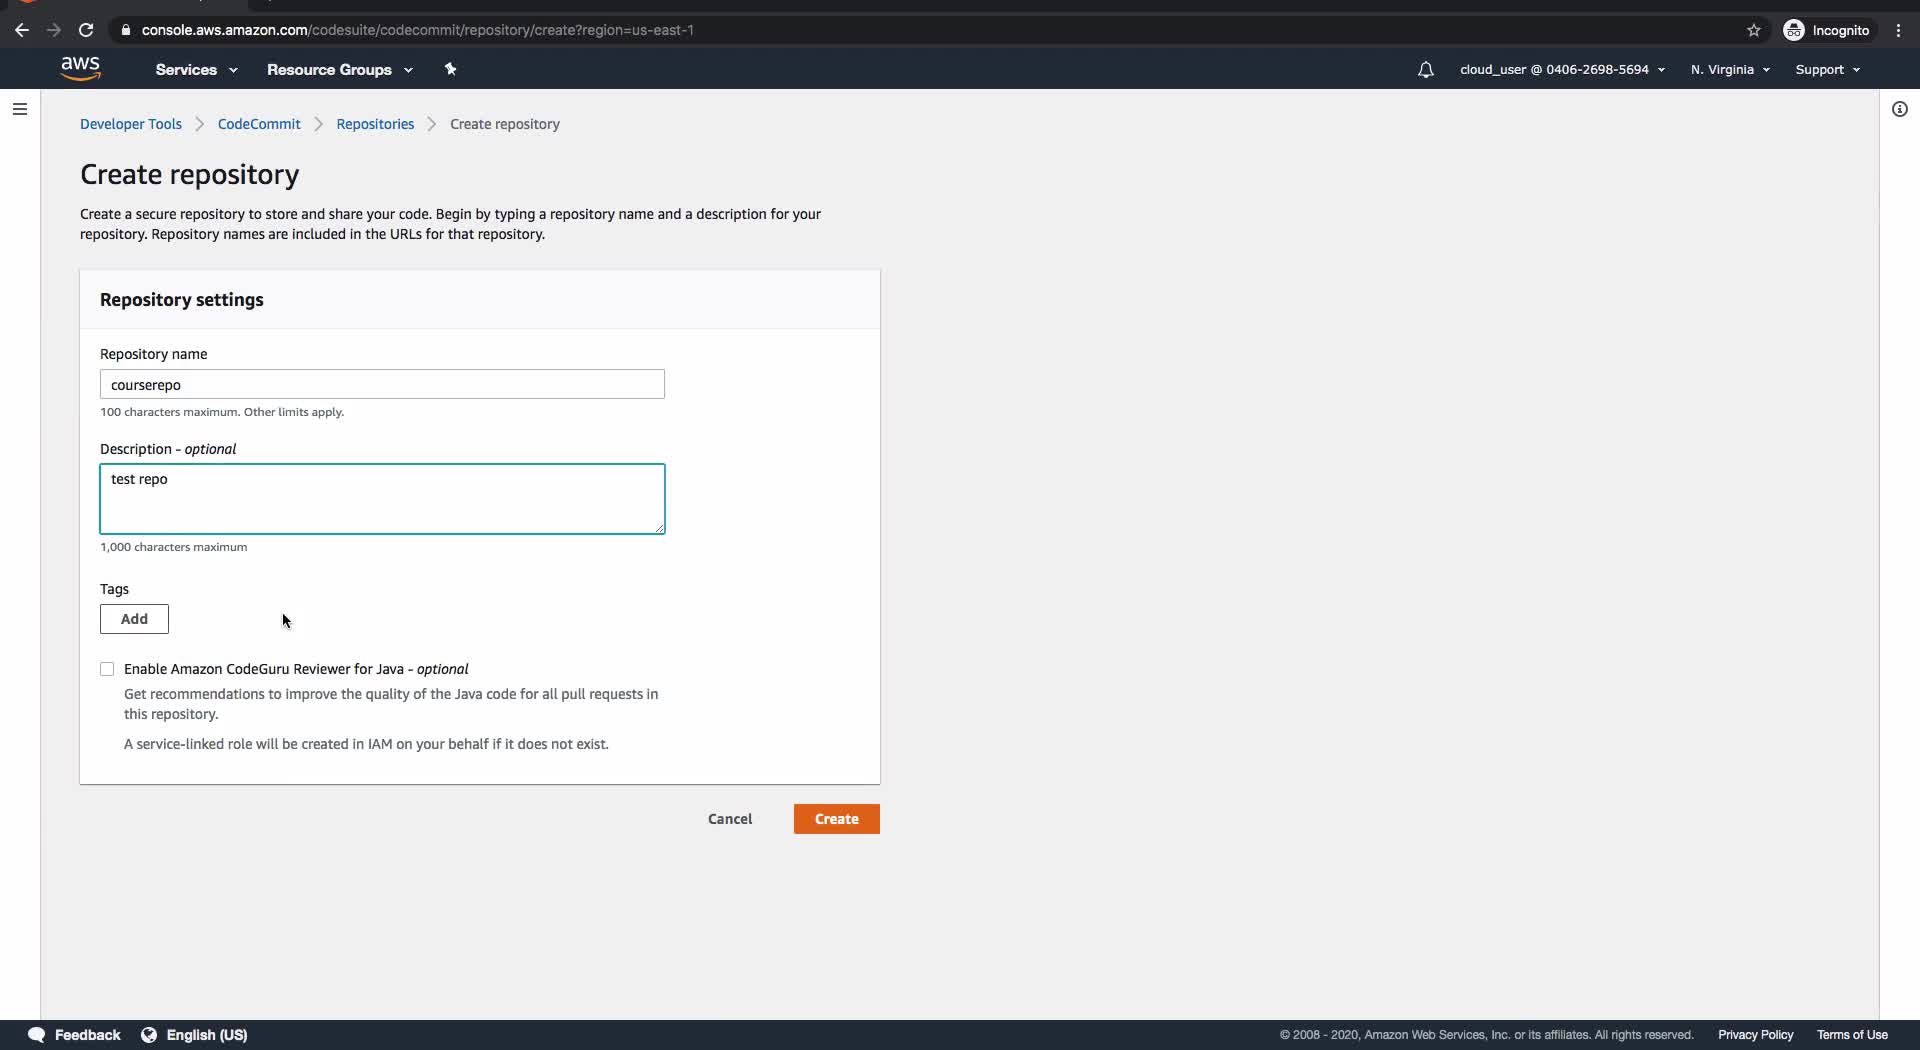 console.aws.amazon.com/codesuite/codecommit/repository/create?region=us-east-1
Incognito
aws
Services
Resource Groups
cloud_user @ 0406-2698-5694
N. Virginia
Support
Developer Tools
CodeCommit
Repositories
Create repository
Create repository
Create a secure repository to store and share your code. Begin by typing a repository name and a description for your
repository. Repository names are included in the URLs for that repository.
Repository settings
Repository name
courserepo
100 characters maximum. Other limits apply.
Description - optional
test repo
1,000 characters maximum
Tags
Add
Enable Amazon CodeGuru Reviewer for Java - optional
Get recommendations to improve the quality of the Java code for all pull requests in
this repository.
A service-linked role will be created in IAM on your behalf if it does not exist.
Cancel
Create
Feedback
English (US)
© 2008 - 2020, Amazon Web Services, Inc. or its affiliates. All rights reserved.
Privacy Policy
Terms of Use